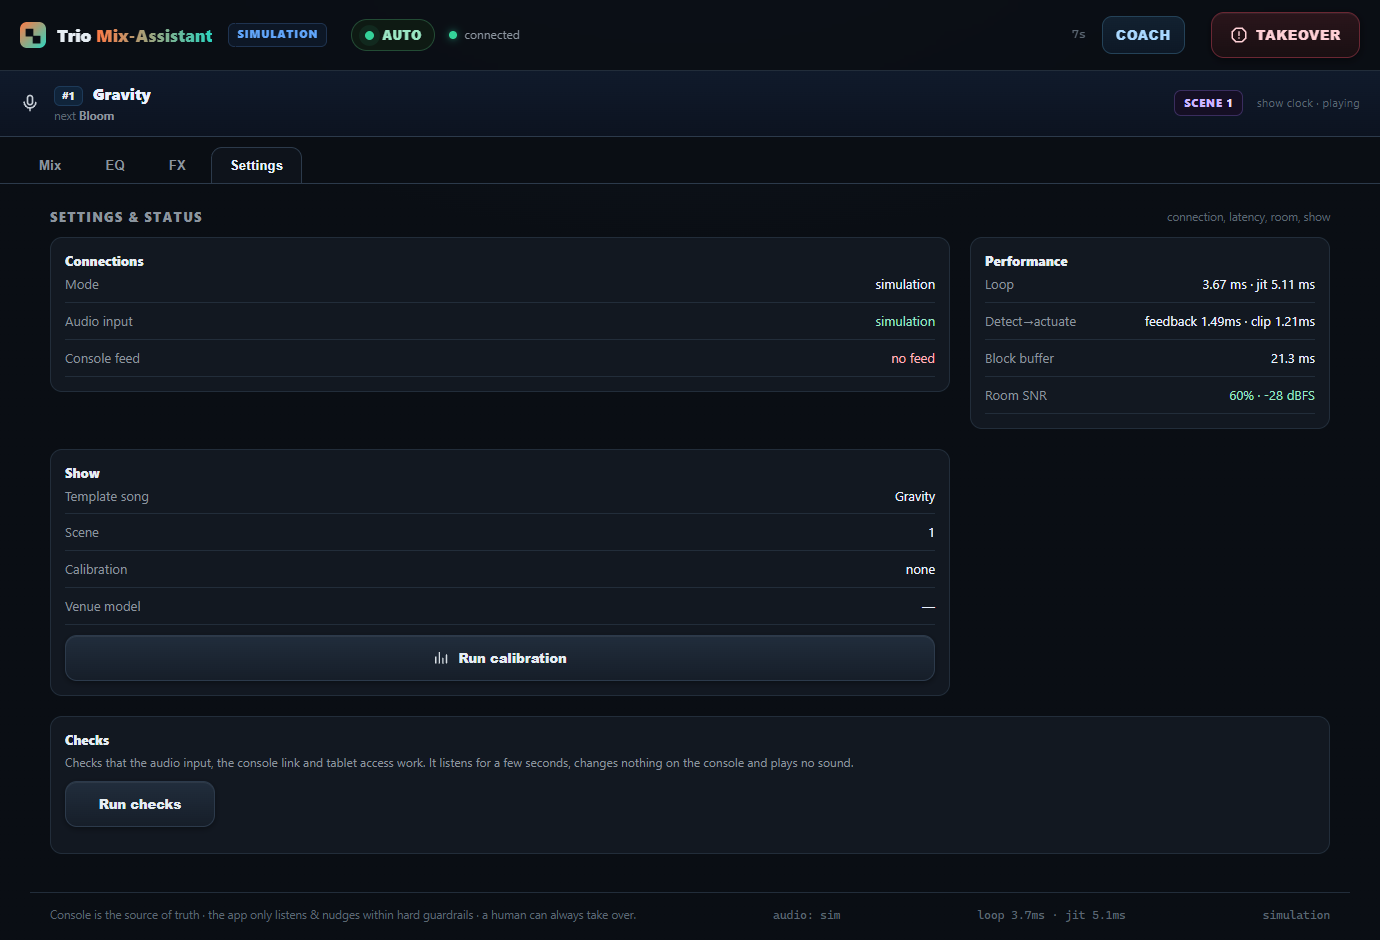 Trio Mix-Assistant SIMULATION AUTO connected 7s COACH TAKEOVER
#1 Gravity
next Bloom
SCENE 1 show clock · playing
Mix EQ FX Settings
SETTINGS & STATUS
connection, latency, room, show
Connections
Mode simulation
Audio input simulation
Console feed no feed
Performance
Loop 3.67 ms · jit 5.11 ms
Detect→actuate feedback 1.49ms · clip 1.21ms
Block buffer 21.3 ms
Room SNR 60% · -28 dBFS
Show
Template song Gravity
Scene 1
Calibration none
Venue model —
Run calibration
Checks
Checks that the audio input, the console link and tablet access work. It listens for a few seconds, changes nothing on the console and plays no sound.
Run checks
Console is the source of truth · the app only listens & nudges within hard guardrails · a human can always take over. audio: sim loop 3.7ms · jit 5.1ms simulation